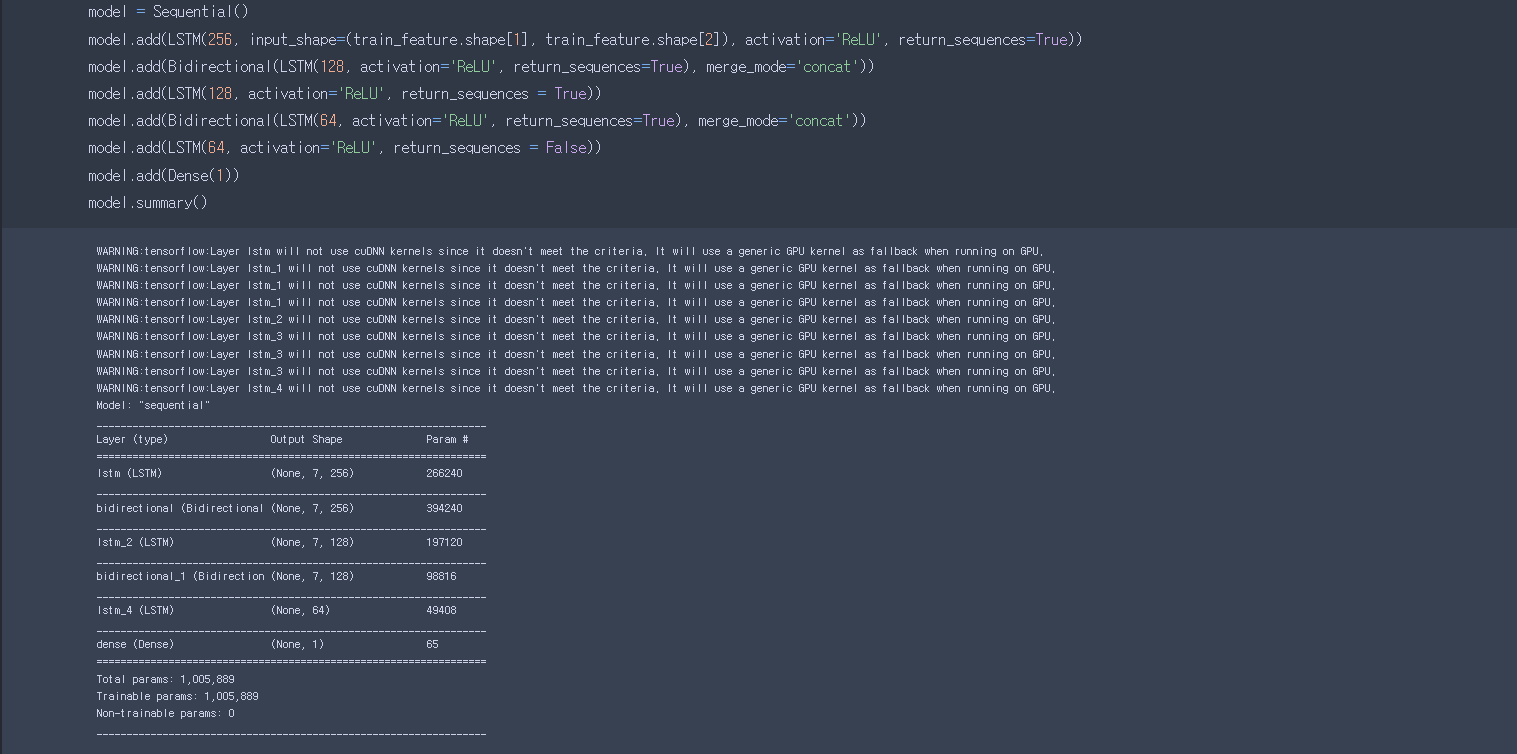 model = Sequential()
model.add(LSTM(256, input_shape=(train_feature.shape[1], train_feature.shape[2]), activation='ReLU', return_sequences=True))
model.add(Bidirectional(LSTM(128, activation='ReLU', return_sequences=True), merge_mode='concat'))
model.add(LSTM(128, activation='ReLU', return_sequences = True))
model.add(Bidirectional(LSTM(64, activation='ReLU', return_sequences=True), merge_mode='concat'))
model.add(LSTM(64, activation='ReLU', return_sequences = False))
model.add(Dense(1))
model.summary()
WARNING:tensorflow:Layer lstm will not use cuDNN kernels since it doesn't meet the criteria. It will use a generic GPU kernel as fallback when running on GPU.
WARNING:tensorflow:Layer lstm_1 will not use cuDNN kernels since it doesn't meet the criteria. It will use a generic GPU kernel as fallback when running on GPU.
WARNING:tensorflow:Layer lstm_1 will not use cuDNN kernels since it doesn't meet the criteria. It will use a generic GPU kernel as fallback when running on GPU.
WARNING:tensorflow:Layer lstm_1 will not use cuDNN kernels since it doesn't meet the criteria. It will use a generic GPU kernel as fallback when running on GPU.
WARNING:tensorflow:Layer lstm_2 will not use cuDNN kernels since it doesn't meet the criteria. It will use a generic GPU kernel as fallback when running on GPU.
WARNING:tensorflow:Layer lstm_3 will not use cuDNN kernels since it doesn't meet the criteria. It will use a generic GPU kernel as fallback when running on GPU.
WARNING:tensorflow:Layer lstm_3 will not use cuDNN kernels since it doesn't meet the criteria. It will use a generic GPU kernel as fallback when running on GPU.
WARNING:tensorflow:Layer lstm_3 will not use cuDNN kernels since it doesn't meet the criteria. It will use a generic GPU kernel as fallback when running on GPU.
WARNING:tensorflow:Layer lstm_4 will not use cuDNN kernels since it doesn't meet the criteria. It will use a generic GPU kernel as fallback when running on GPU.
Model: "sequential"
_________________________________________________________________
Layer (type)                 Output Shape              Param #
=================================================================
lstm (LSTM)                  (None, 7, 256)            266240
_________________________________________________________________
bidirectional (Bidirectional (None, 7, 256)            394240
_________________________________________________________________
lstm_2 (LSTM)                (None, 7, 128)            197120
_________________________________________________________________
bidirectional_1 (Bidirection (None, 7, 128)            98816
_________________________________________________________________
lstm_4 (LSTM)                (None, 64)                49408
_________________________________________________________________
dense (Dense)                (None, 1)                 65
=================================================================
Total params: 1,005,889
Trainable params: 1,005,889
Non-trainable params: 0
_________________________________________________________________